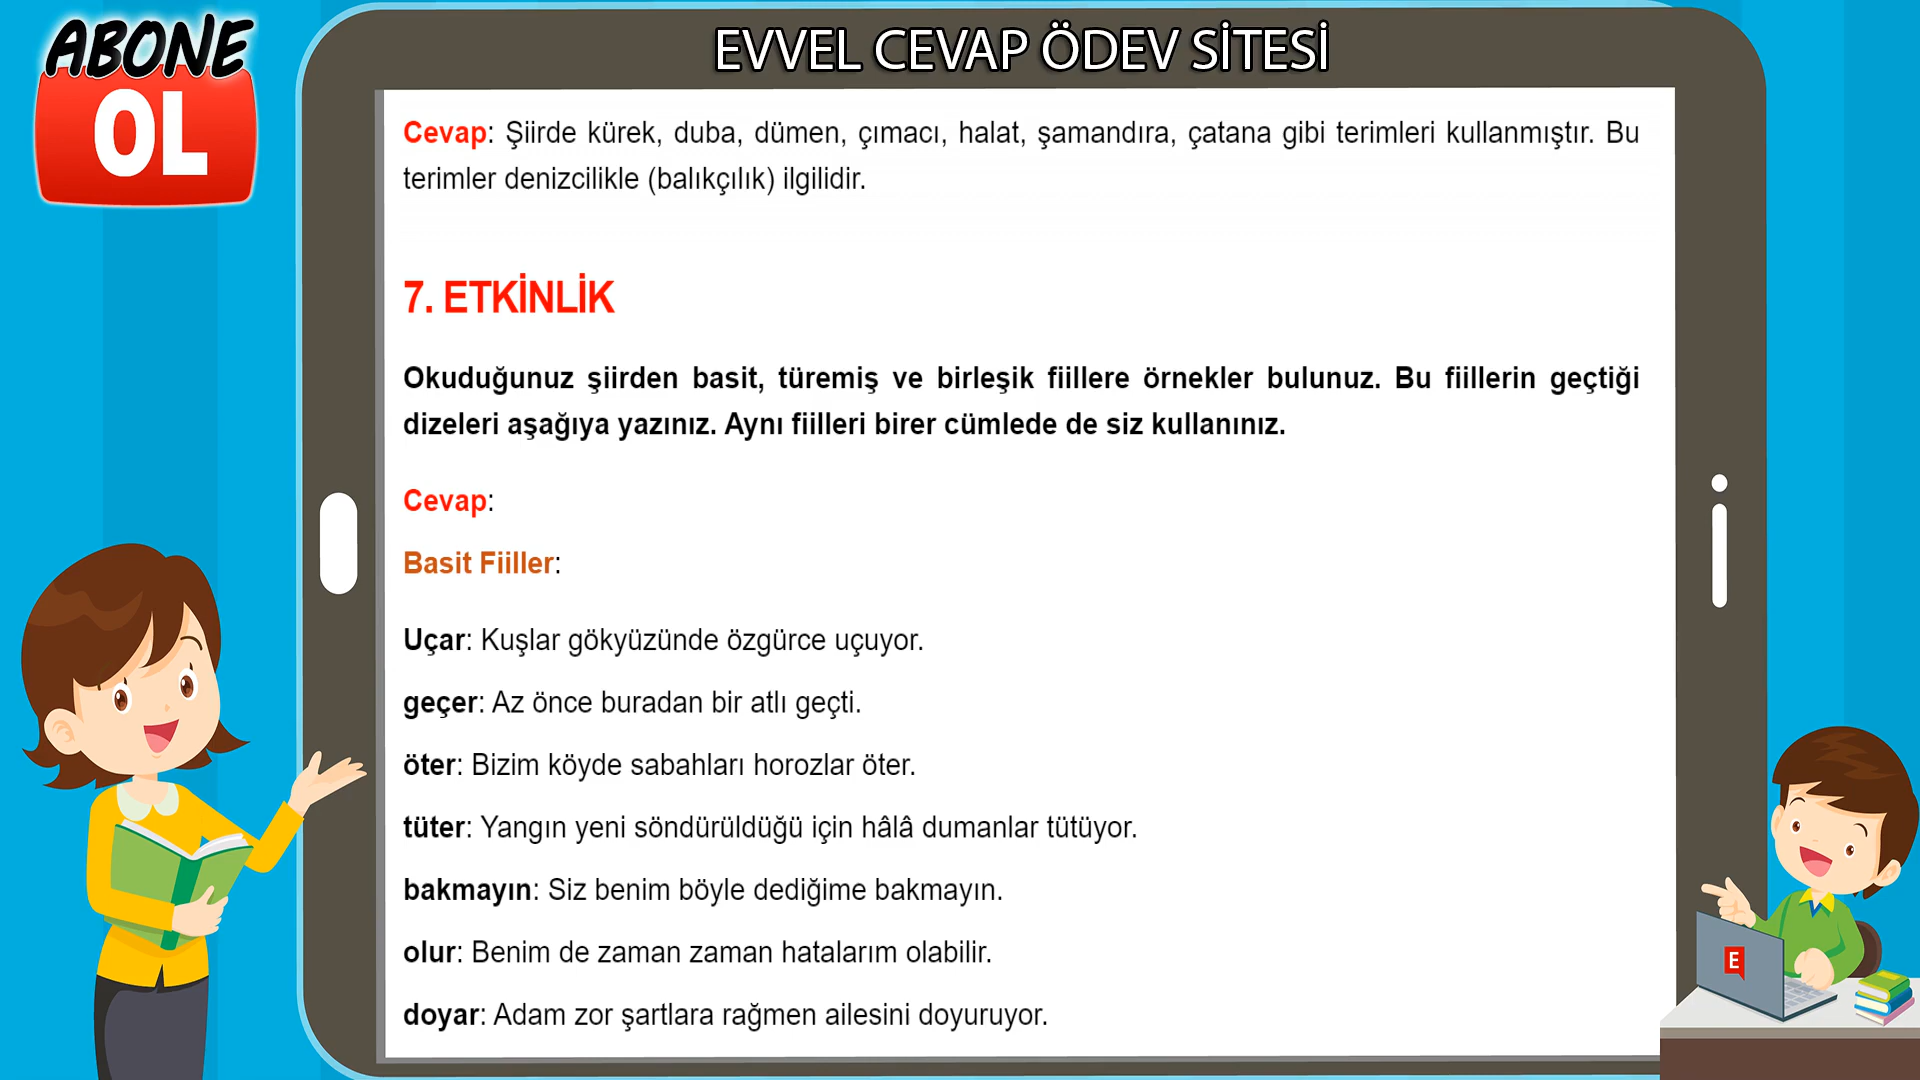 ABONE
OL
EVVEL CEVAP ÖDEV SİTESİ
Cevap: Şiirde kürek, duba, dümen, çımacı, halat, şamandıra, çatana gibi terimleri kullanmıştır. Bu
terimler denizcilikle (balıkçılık) ilgilidir.
7. ETKİNLİK
Okuduğunuz şiirden basit, türemiş ve birleşik fiillere örnekler bulunuz. Bu fiillerin geçtiği
dizeleri aşağıya yazınız. Aynı fiilleri birer cümlede de siz kullanınız.
Cevap:
Basit Fiiller:
Uçar: Kuşlar gökyüzünde özgürce uçuyor.
geçer: Az önce buradan bir atlı geçti.
öter: Bizim köyde sabahları horozlar öter.
tüter: Yangın yeni söndürüldüğü için hâlâ dumanlar tütüyor.
bakmayın: Siz benim böyle dediğime bakmayın.
olur: Benim de zaman zaman hatalarım olabilir.
doyar: Adam zor şartlara rağmen ailesini doyuruyor.
E